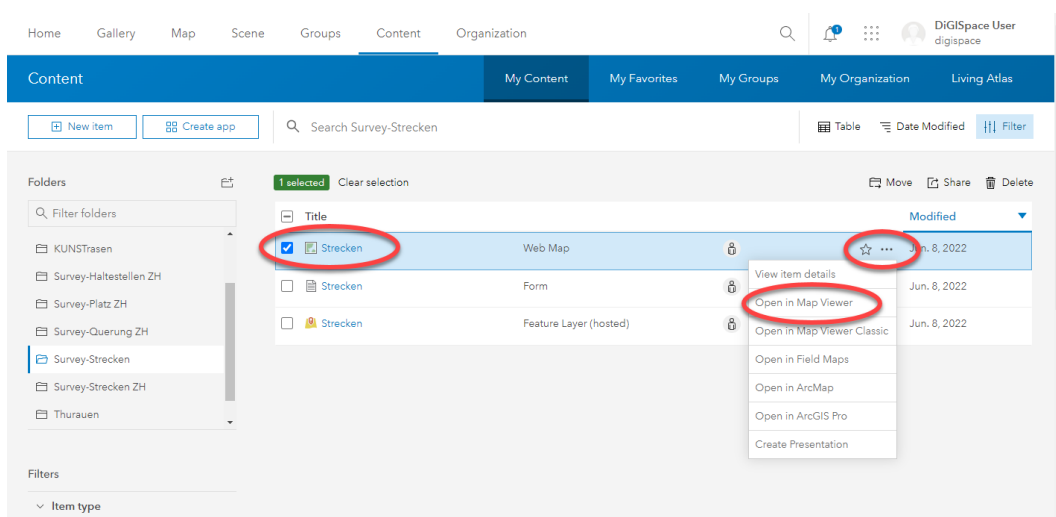 Home Gallery Map Scene Groups Content Organization
1
DiGISpace User
digispace
Content My Content My Favorites My Groups My Organization Living Atlas
New item Create app Search Survey-Strecken Table Date Modified Filter
Folders 1 selected Clear selection Move Share Delete
Filter folders
Title Modified
KUNSTrasen
Survey-Haltestellen ZH
Survey-Platz ZH
Survey-Querung ZH
Survey-Strecken
Survey-Strecken ZH
Thurauen
Strecken Web Map Jun. 8, 2022
Strecken Form Jun. 8, 2022
Strecken Feature Layer (hosted) Jun. 8, 2022
View item details
Open in Map Viewer
Open in Map Viewer Classic
Open in Field Maps
Open in ArcMap
Open in ArcGIS Pro
Create Presentation
Filters
Item type